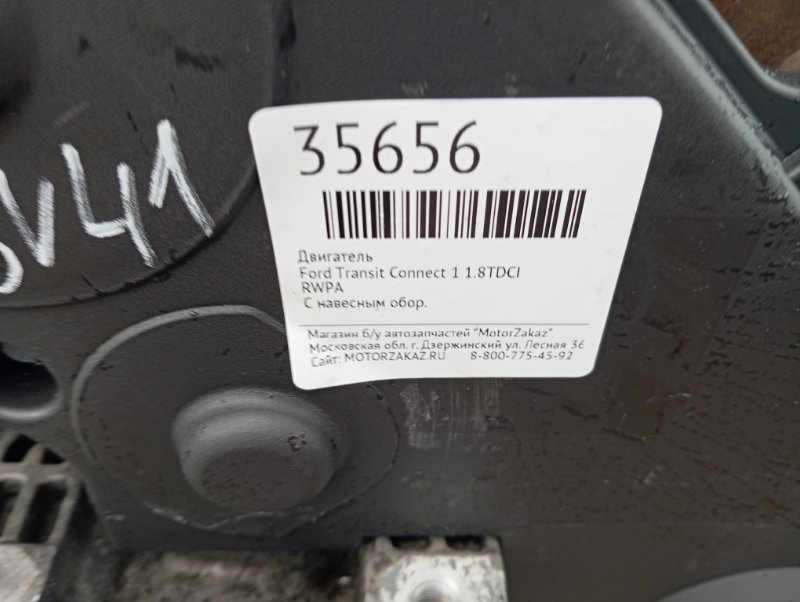 35656
Двигатель
Ford Transit Connect 1 1.8TDCI
RWPA
С навесным обор.
Магазин б/у автозапчастей "MotorZakaz"
Московская обл. г. Дзержинский ул. Лесная 36
Сайт: MOTORZAKAZ.RU 8-800-775-45-92
V41